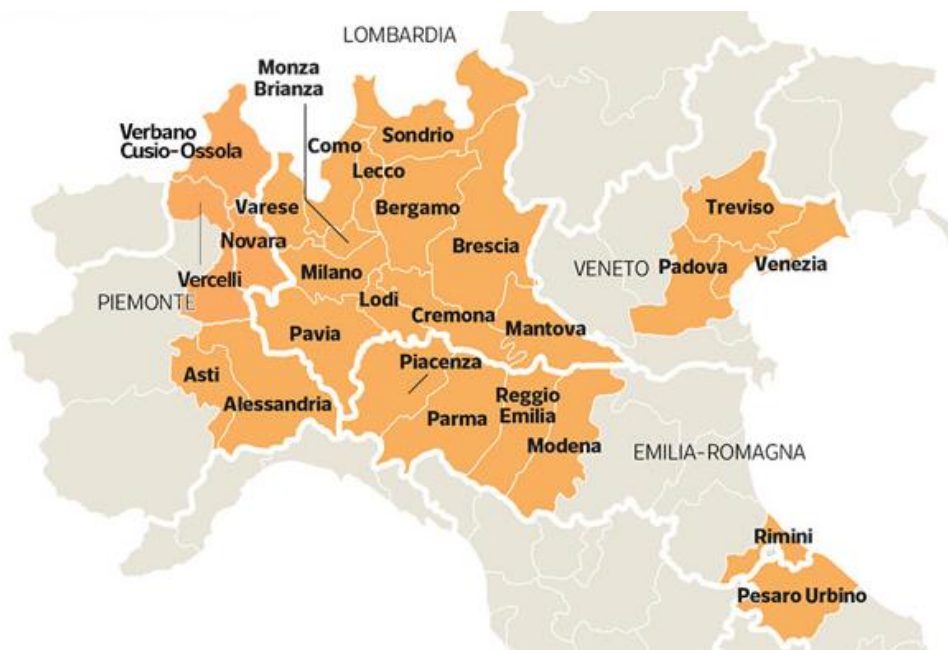 LOMBARDIA
Monza
Brianza
Verbano
Cusio-Ossola
Como
Sondrio
Lecco
Varese
Bergamo
Treviso
Novara
Brescia
VENETO
Padova
Venezia
Milano
Vercelli
PIEMONTE
Lodi
Cremona
Mantova
Pavia
Piacenza
Asti
Reggio
Emilia
Alessandria
Parma
Modena
EMILIA-ROMAGNA
Rimini
Pesaro Urbino